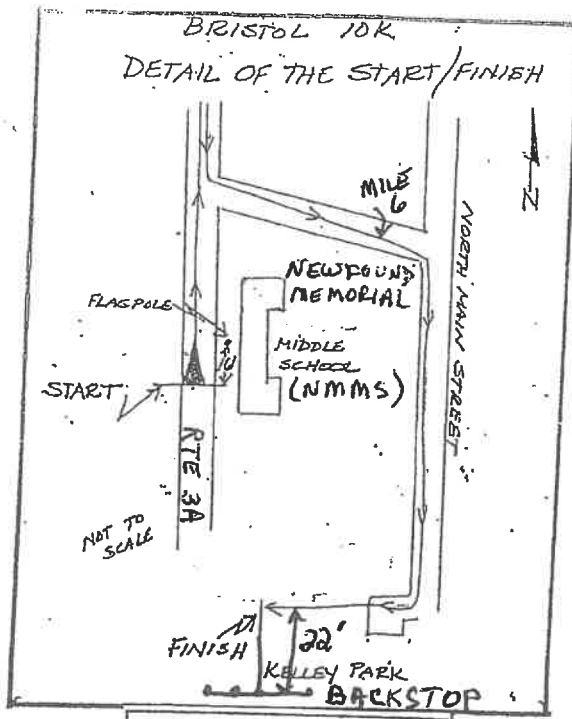 BRISTOL 10K
DETAIL OF THE START/FINISH
MILE
6
N
NORTH MAIN STREET
NEWFOUND
MEMORIAL
FLAGPOLE
MIDDLE
SCHOOL
(NMMS)
START
RTE 3A
NOT TO
SCALE
FINISH
22'
KELLEY PARK
BACKSTOP